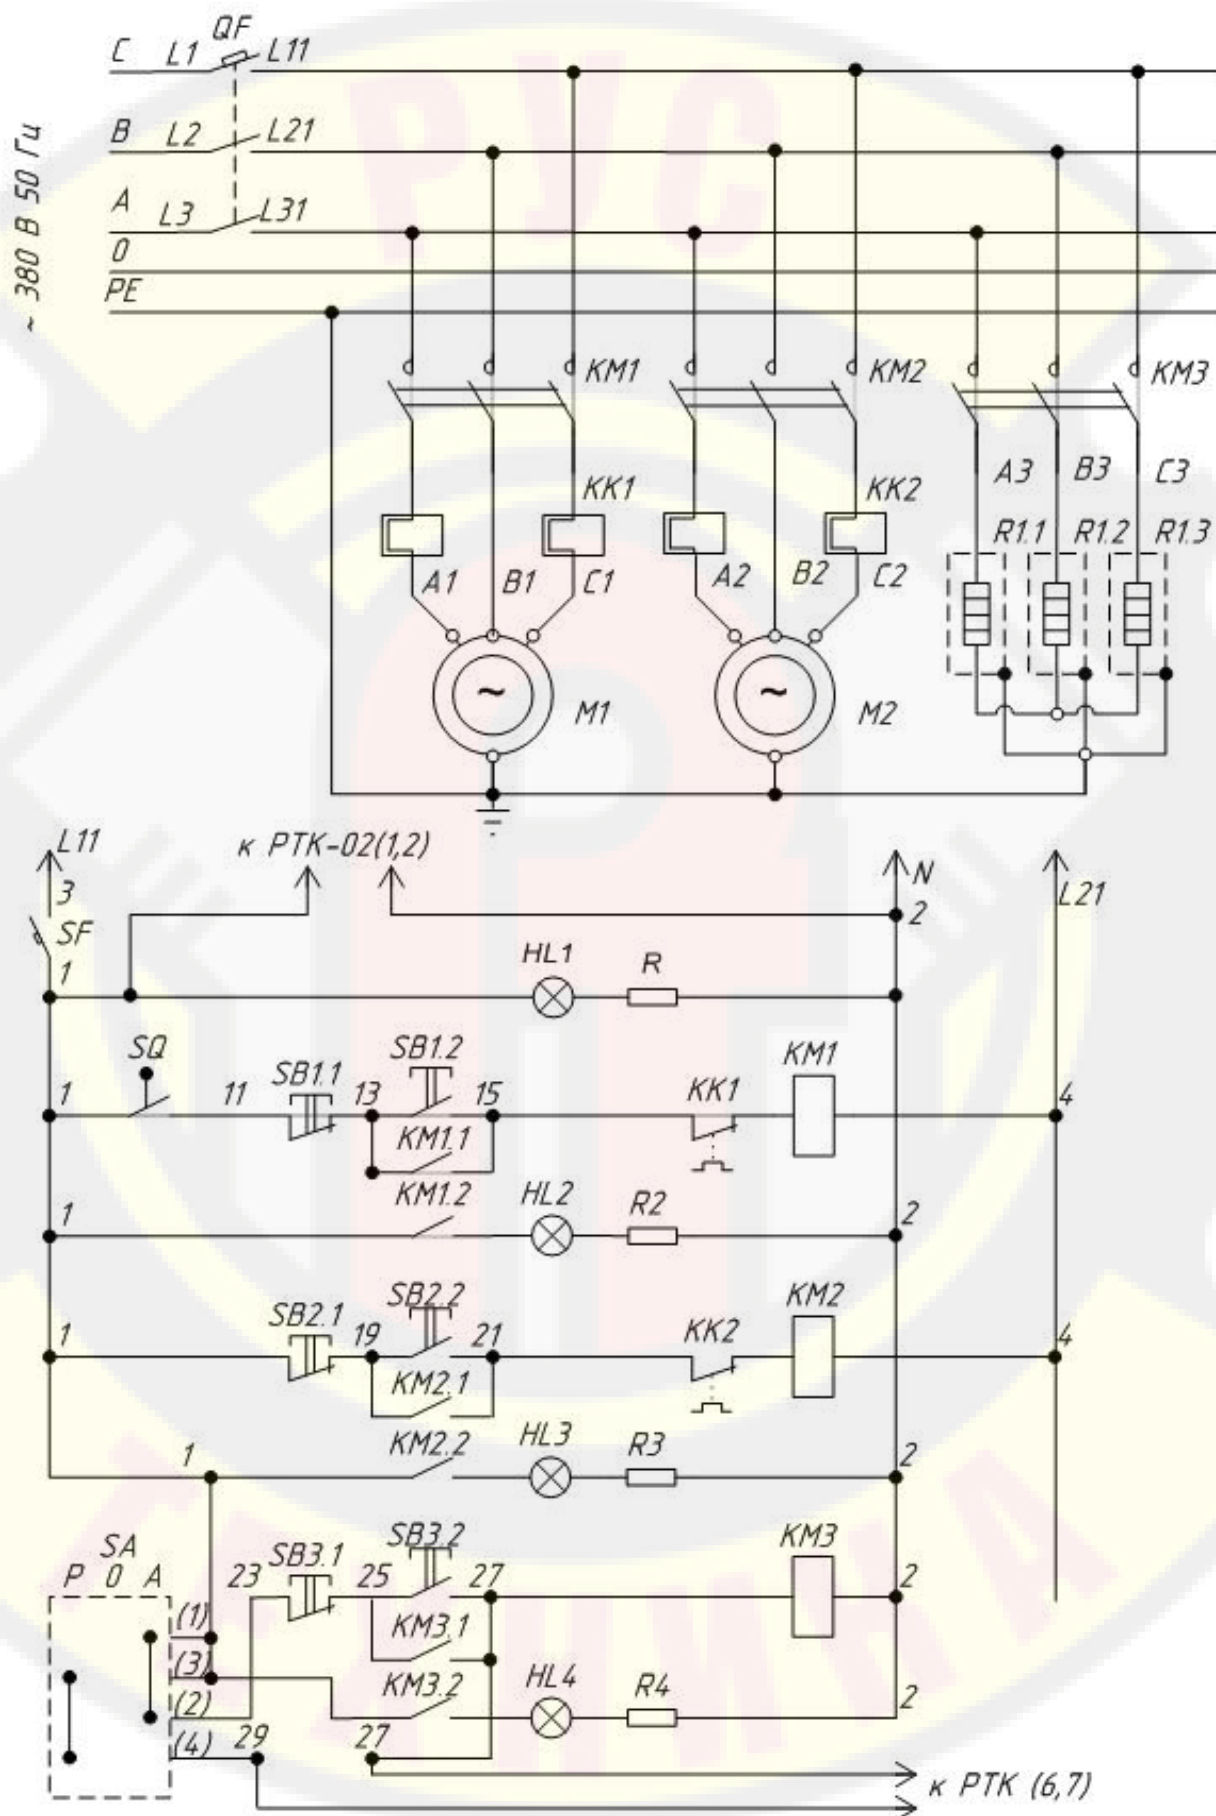 ~ 380 В 50 Гц
C L1 QF L11
B L2 L21
A L3 L31
0
PE
KM1 KM2 KM3
A3 B3 C3
KK1 KK2
R1.1 R1.2 R1.3
A1 B1 C1 A2 B2 C2
~ ~
M1 M2
L11 к РТК-02(1,2) N L21
3 2
SF
1 HL1 R
SQ SB1.1 SB1.2 KM1
1 11 13 15 KK1 4
KM1.1
1 KM1.2 HL2 R2 2
SB2.1 SB2.2 KM2
1 19 21 KK2 4
KM2.1
1 KM2.2 HL3 R3 2
SA SB3.1 SB3.2 KM3
P 0 A 23 25 27 2
(1) KM3.1
(3) KM3.2 HL4 R4
(2) 2
(4) 29 27
к РТК (6,7)
РУС
ТЕХНИКА